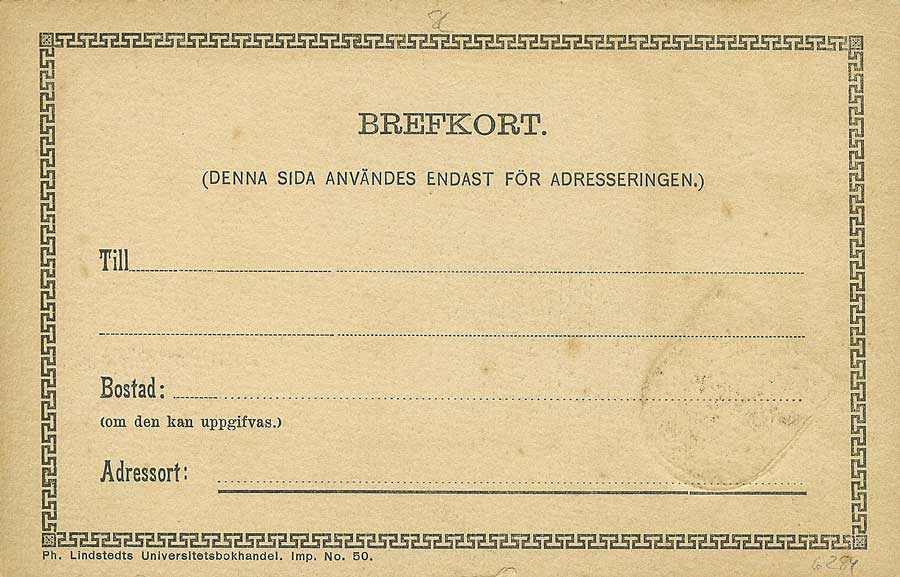 BREFKORT.
(DENNA SIDA ANVÄNDES ENDAST FÖR ADRESSERINGEN.)
Till
Bostad:
(om den kan uppgifvas.)
Adressort:
Ph. Lindstedts Universitetsbokhandel. Imp. No. 50.